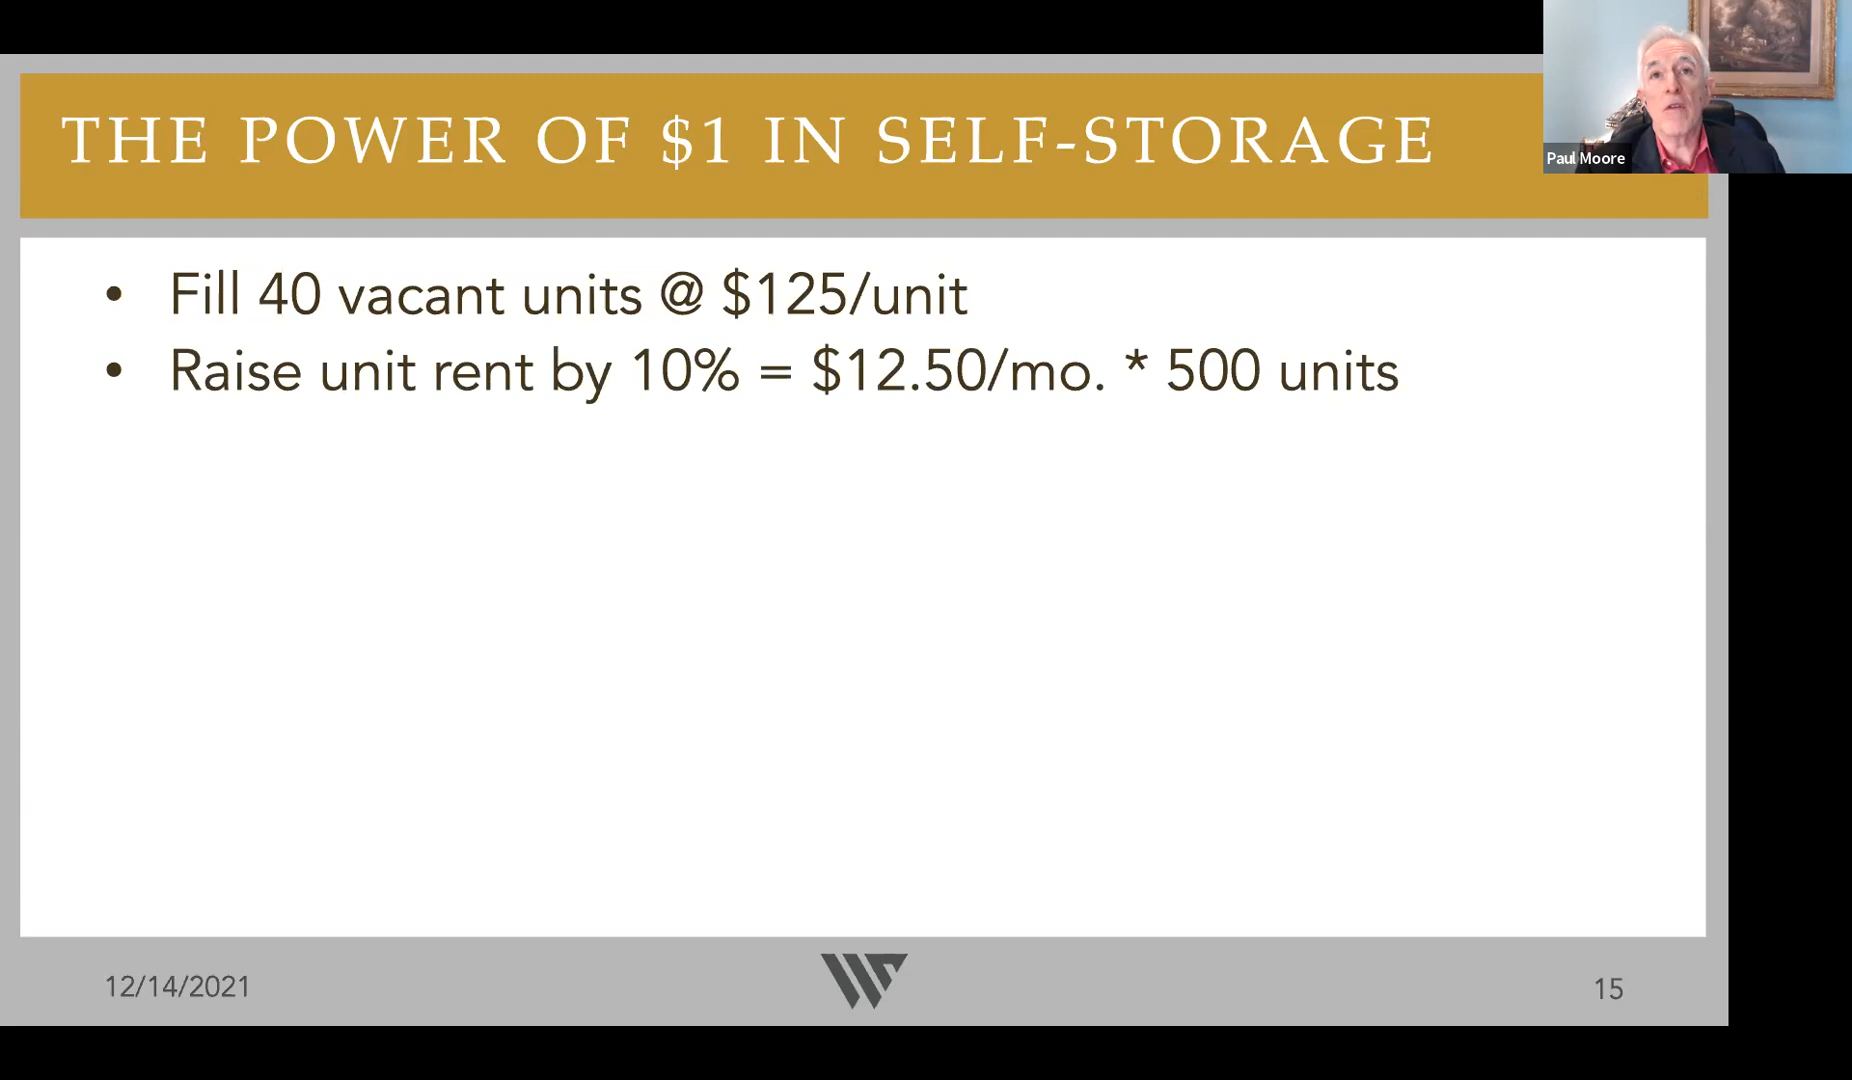 THE POWER OF $1 IN SELF-STORAGE
Paul Moore
• Fill 40 vacant units @ $125/unit
• Raise unit rent by 10% = $12.50/mo. * 500 units
12/14/2021
15